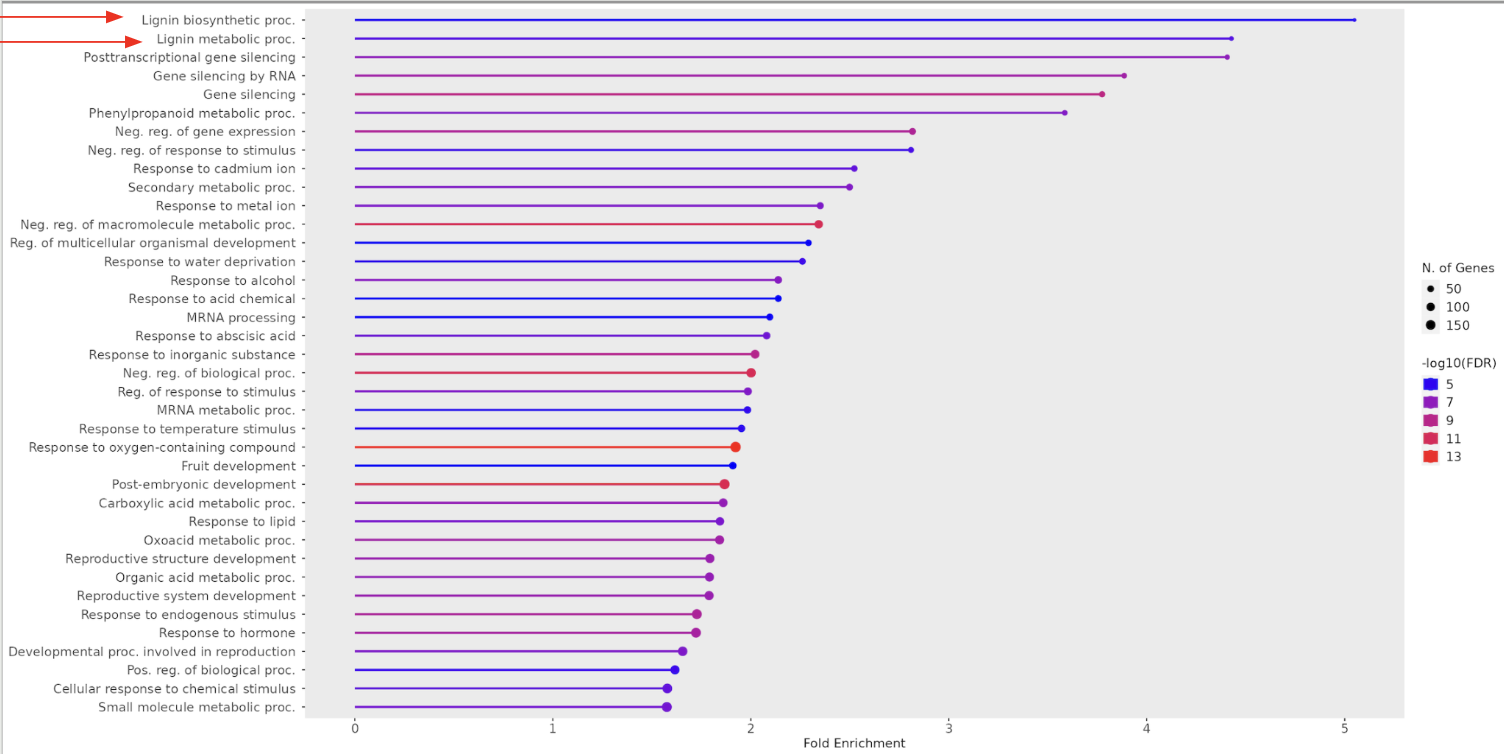 Lignin biosynthetic proc.
Lignin metabolic proc.
Posttranscriptional gene silencing
Gene silencing by RNA
Gene silencing
Phenylpropanoid metabolic proc.
Neg. reg. of gene expression
Neg. reg. of response to stimulus
Response to cadmium ion
Secondary metabolic proc.
Response to metal ion
Neg. reg. of macromolecule metabolic proc.
Reg. of multicellular organismal development
Response to water deprivation
Response to alcohol
Response to acid chemical
MRNA processing
Response to abscisic acid
Response to inorganic substance
Neg. reg. of biological proc.
Reg. of response to stimulus
MRNA metabolic proc.
Response to temperature stimulus
Response to oxygen-containing compound
Fruit development
Post-embryonic development
Carboxylic acid metabolic proc.
Response to lipid
Oxoacid metabolic proc.
Reproductive structure development
Organic acid metabolic proc.
Reproductive system development
Response to endogenous stimulus
Response to hormone
Developmental proc. involved in reproduction
Pos. reg. of biological proc.
Cellular response to chemical stimulus
Small molecule metabolic proc.
0 1 2 3 4 5
Fold Enrichment
N. of Genes
50
100
150
-log10(FDR)
5
7
9
11
13